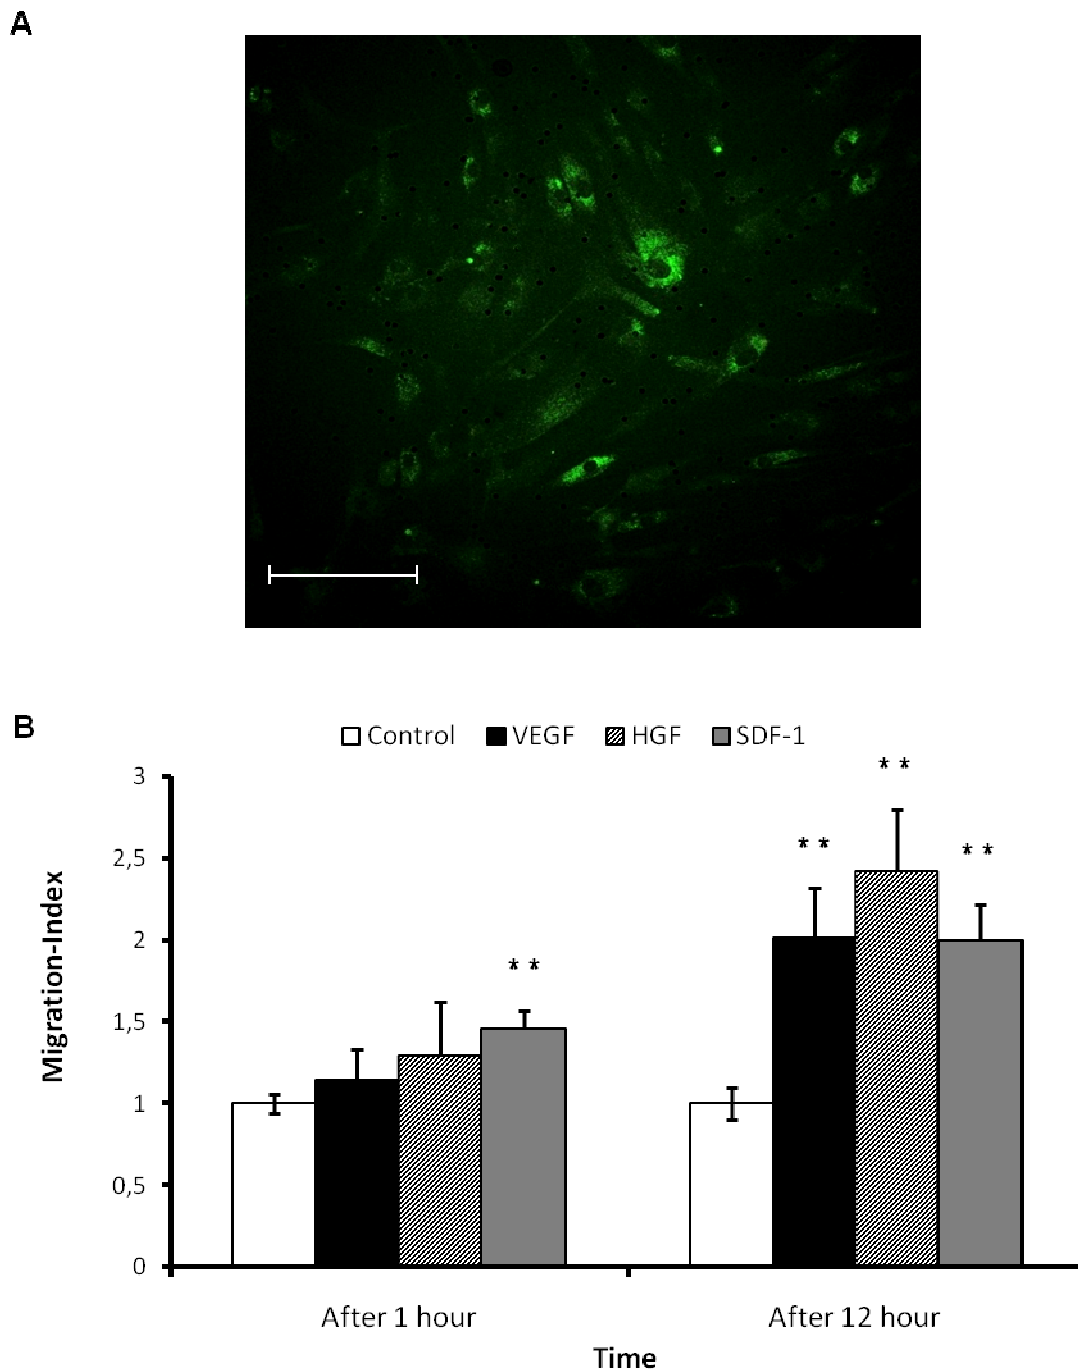 A
B
Control VEGF HGF SDF-1
3
2,5
2
1,5
1
0,5
0
Migration-Index
* *
* *
* *
* *
After 1 hour After 12 hour
Time